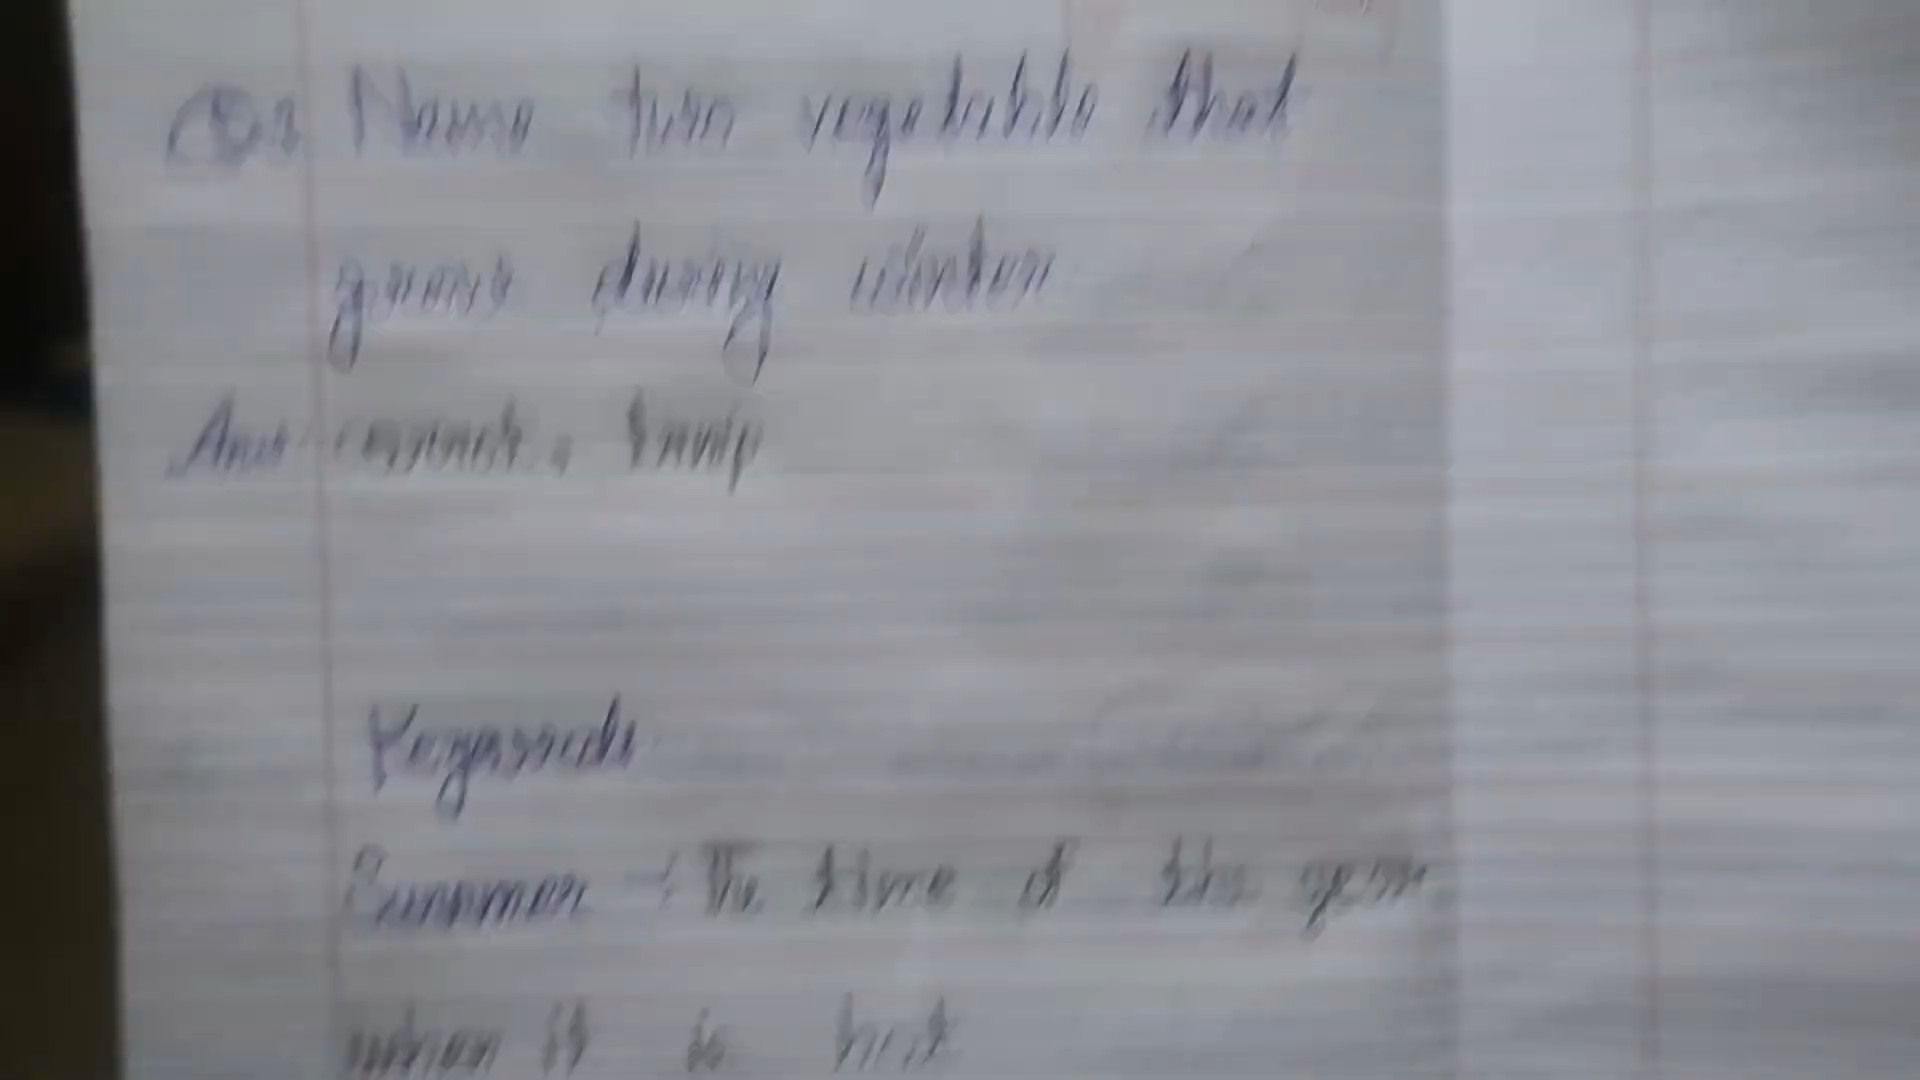 Name two vegetable that
grows during winter
Ans carrot,
Keywords
Summer - The time of the year
when it is hot